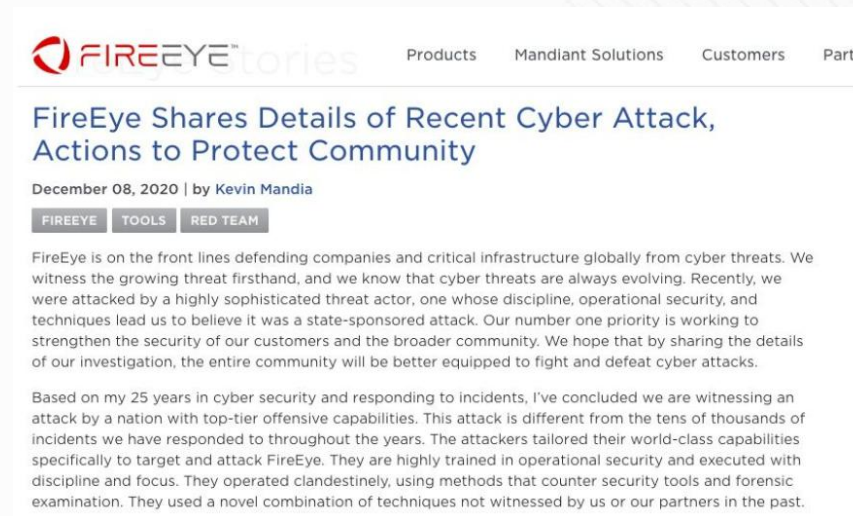 FIREEYE™ Stories
Products Mandiant Solutions Customers Part
FireEye Shares Details of Recent Cyber Attack,
Actions to Protect Community
December 08, 2020 | by Kevin Mandia
FIREEYE TOOLS RED TEAM
FireEye is on the front lines defending companies and critical infrastructure globally from cyber threats. We
witness the growing threat firsthand, and we know that cyber threats are always evolving. Recently, we
were attacked by a highly sophisticated threat actor, one whose discipline, operational security, and
techniques lead us to believe it was a state-sponsored attack. Our number one priority is working to
strengthen the security of our customers and the broader community. We hope that by sharing the details
of our investigation, the entire community will be better equipped to fight and defeat cyber attacks.
Based on my 25 years in cyber security and responding to incidents, I've concluded we are witnessing an
attack by a nation with top-tier offensive capabilities. This attack is different from the tens of thousands of
incidents we have responded to throughout the years. The attackers tailored their world-class capabilities
specifically to target and attack FireEye. They are highly trained in operational security and executed with
discipline and focus. They operated clandestinely, using methods that counter security tools and forensic
examination. They used a novel combination of techniques not witnessed by us or our partners in the past.